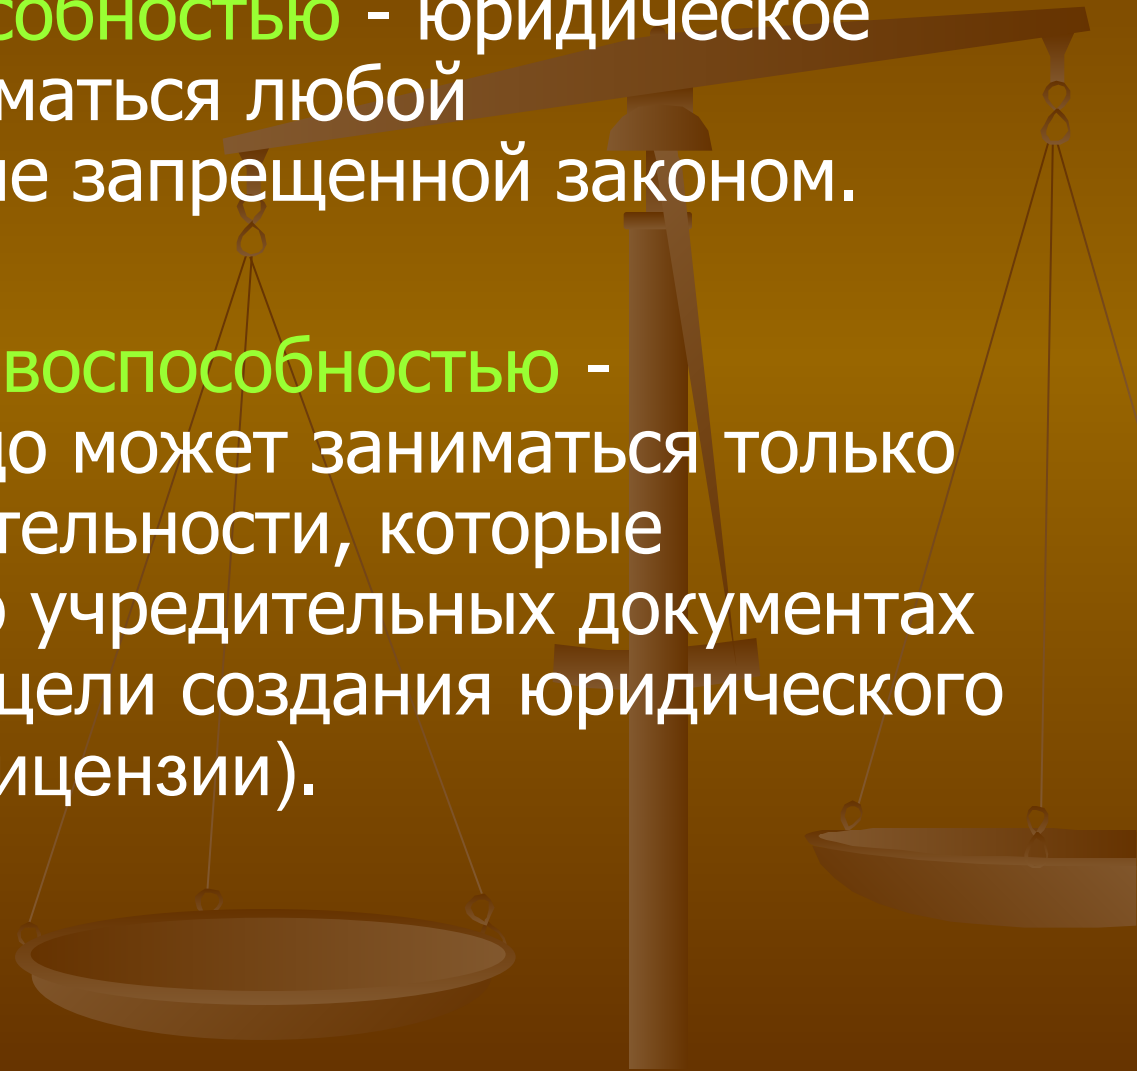 собностью - юридическое
маться любой
не запрещенной законом.
воспособностью -
цо может заниматься только
тельности, которые
учредительных документах
цели создания юридического
ицензии).